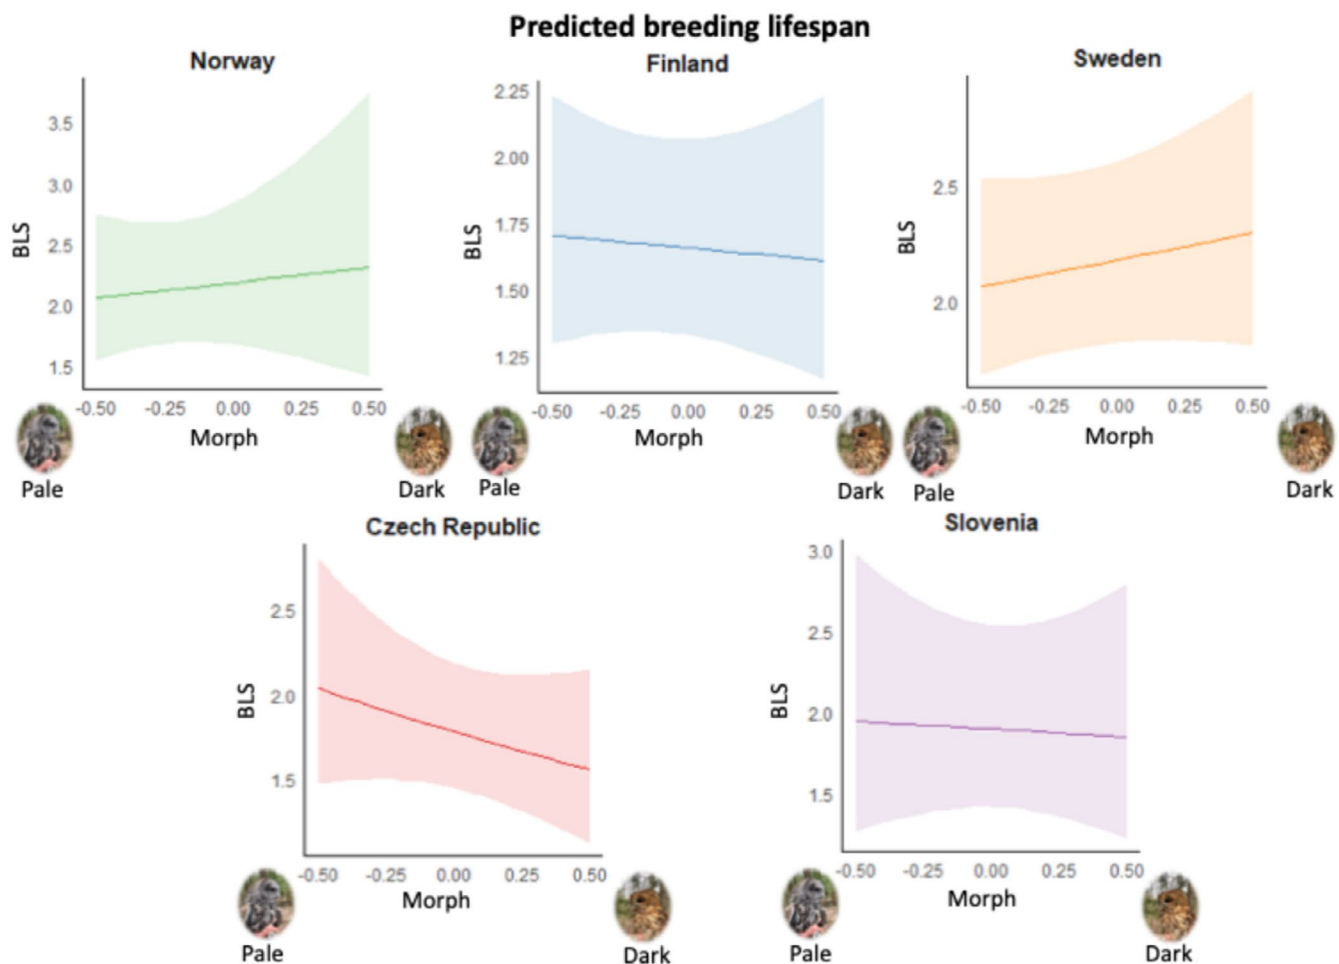 Predicted breeding lifespan
Norway
3.5
3.0
2.5
2.0
1.5
BLS
-0.50 -0.25 0.00 0.25 0.50
Morph
Pale
Dark
Finland
2.25
2.00
1.75
1.50
1.25
BLS
-0.50 -0.25 0.00 0.25 0.50
Morph
Pale
Dark
Sweden
2.5
2.0
BLS
-0.50 -0.25 0.00 0.25 0.50
Morph
Pale
Dark
Czech Republic
2.5
2.0
1.5
BLS
-0.50 -0.25 0.00 0.25 0.50
Morph
Pale
Dark
Slovenia
3.0
2.5
2.0
1.5
BLS
-0.50 -0.25 0.00 0.25 0.50
Morph
Pale
Dark